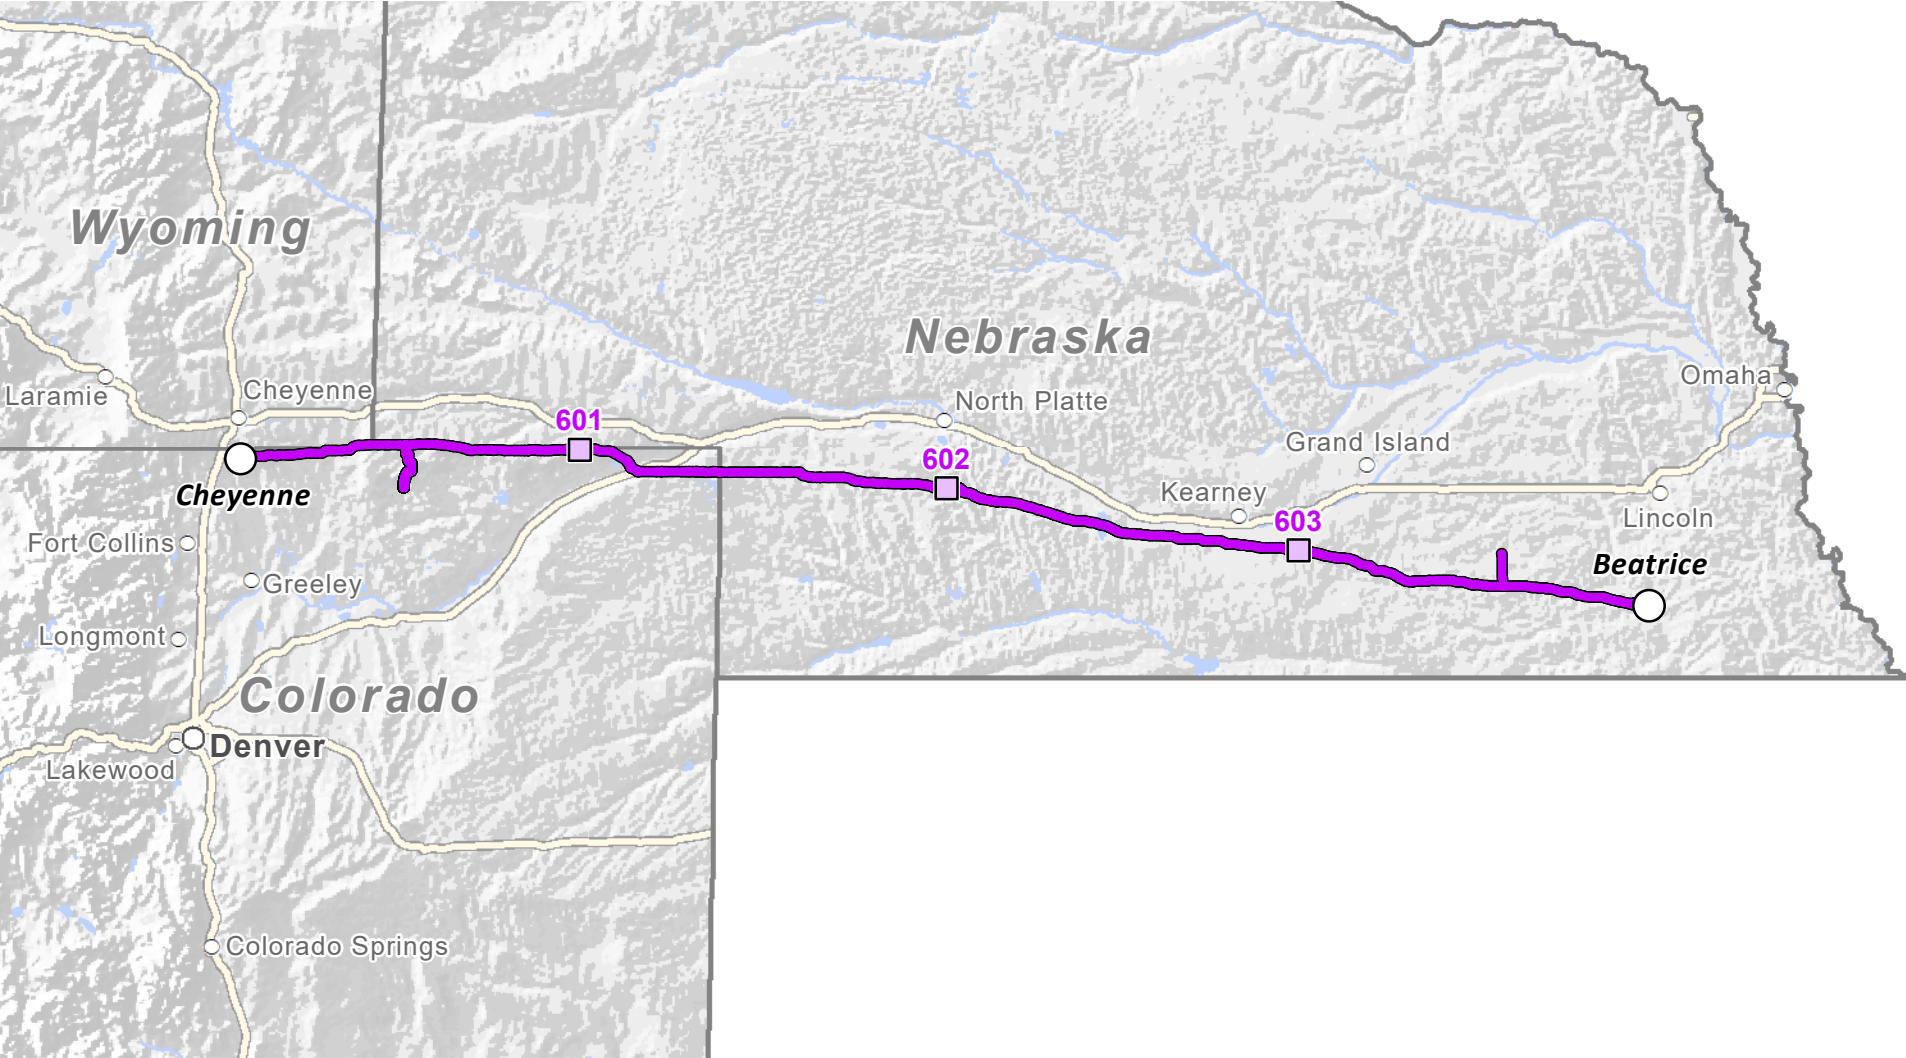 Wyoming
Nebraska
Omaha
Laramie
Cheyenne
North Platte
601
602
Grand Island
Cheyenne
Kearney
603
Lincoln
Fort Collins
Beatrice
Greeley
Longmont
Colorado
Denver
Lakewood
Colorado Springs